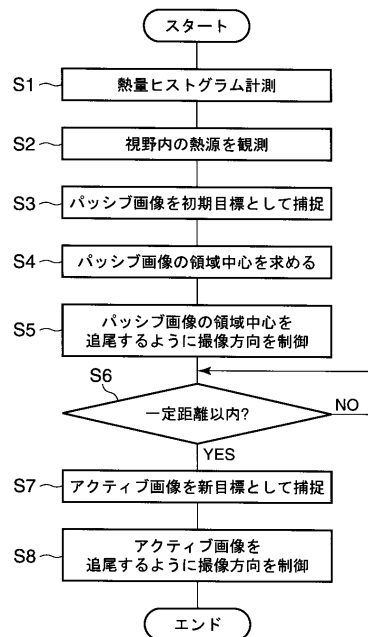 スタート
S1
熱量ヒストグラム計測
S2
視野内の熱源を観測
S3
パッシブ画像を初期目標として捕捉
S4
パッシブ画像の領域中心を求める
S5
パッシブ画像の領域中心を
追尾するように撮像方向を制御
S6
一定距離以内?
NO
YES
S7
アクティブ画像を新目標として捕捉
S8
アクティブ画像を
追尾するように撮像方向を制御
エンド